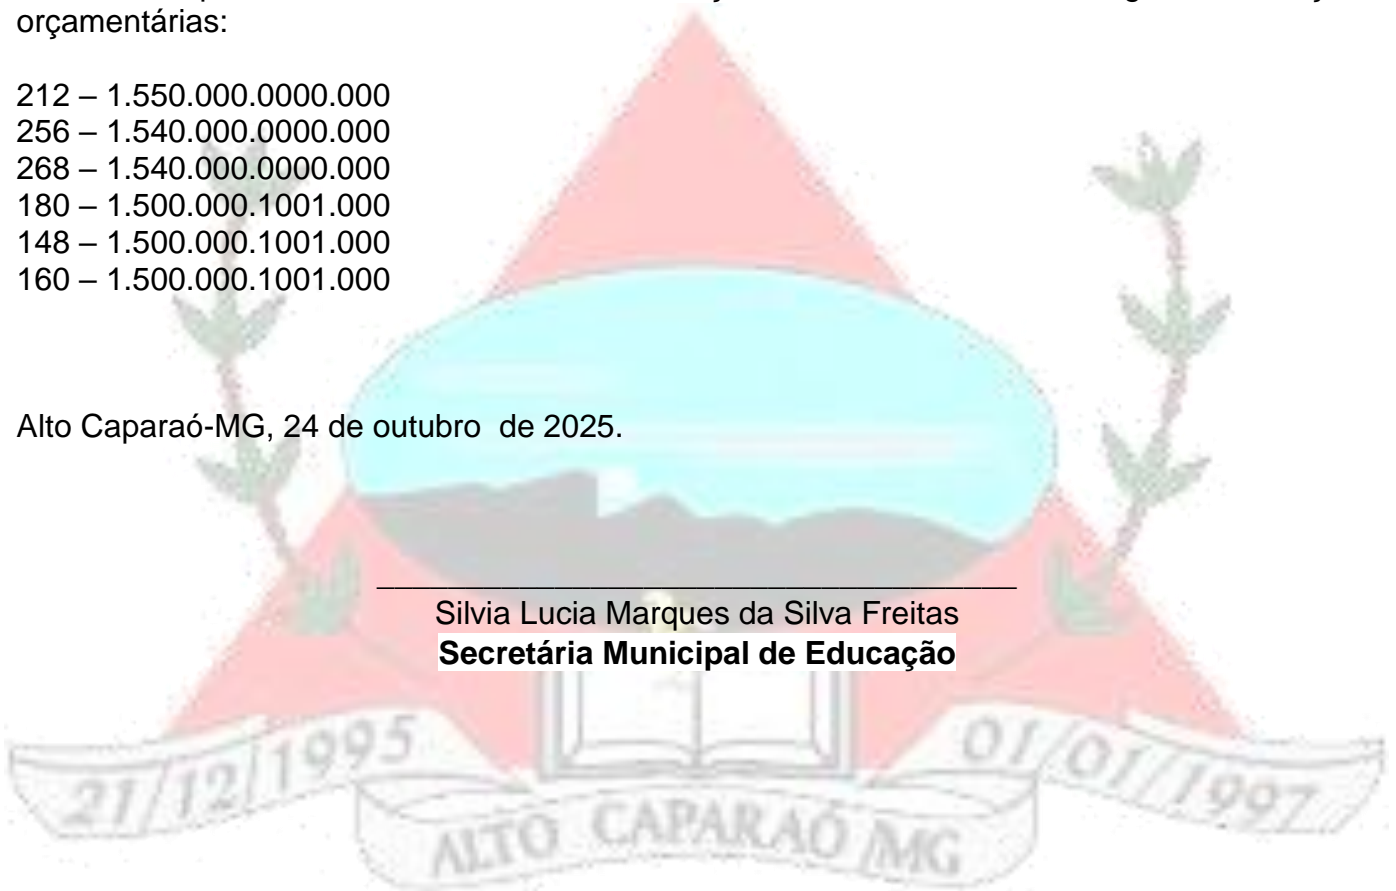 orçamentárias:
212 – 1.550.000.0000.000
256 – 1.540.000.0000.000
268 – 1.540.000.0000.000
180 – 1.500.000.1001.000
148 – 1.500.000.1001.000
160 – 1.500.000.1001.000
Alto Caparaó-MG, 24 de outubro de 2025.
Silvia Lucia Marques da Silva Freitas
Secretária Municipal de Educação
21/12/1995
01/01/1997
ALTO CAPARAÓ MG